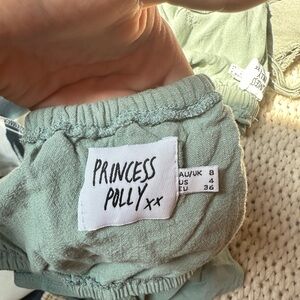 PRINCESS
POLLY xx
AU/UK 8
US 4
EU 36